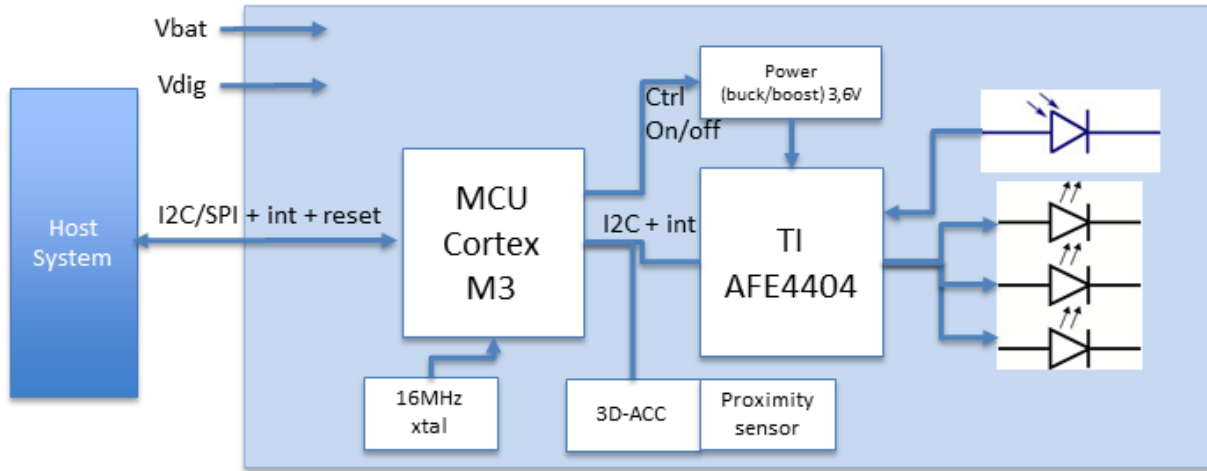 Vbat
Vdig
Host
System
I2C/SPI + int + reset
MCU
Cortex
M3
Ctrl
On/off
Power
(buck/boost) 3,6V
I2C + int
TI
AFE4404
16MHz
xtal
3D-ACC
Proximity
sensor